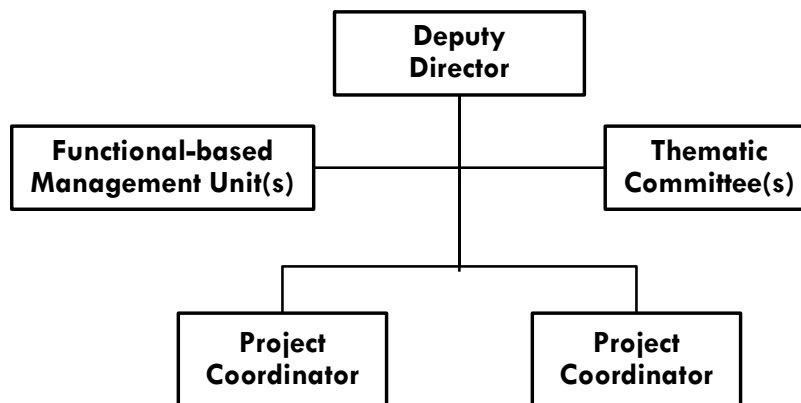 Deputy
Director
Functional-based
Management Unit(s)
Thematic
Committee(s)
Project
Coordinator
Project
Coordinator